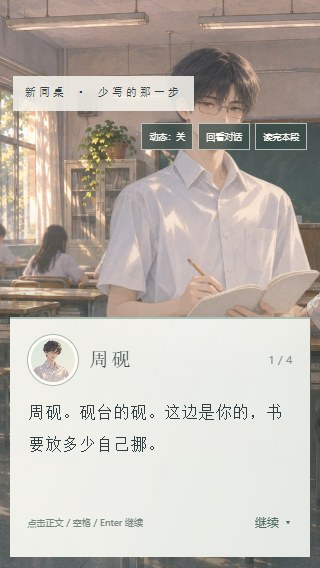 新同桌 · 少写的那一步
动态：关 回看对话 读完本段
周砚 1 / 4
周砚。砚台的砚。这边是你的，书
要放多少自己挪。
点击正文 / 空格 / Enter 继续 继续